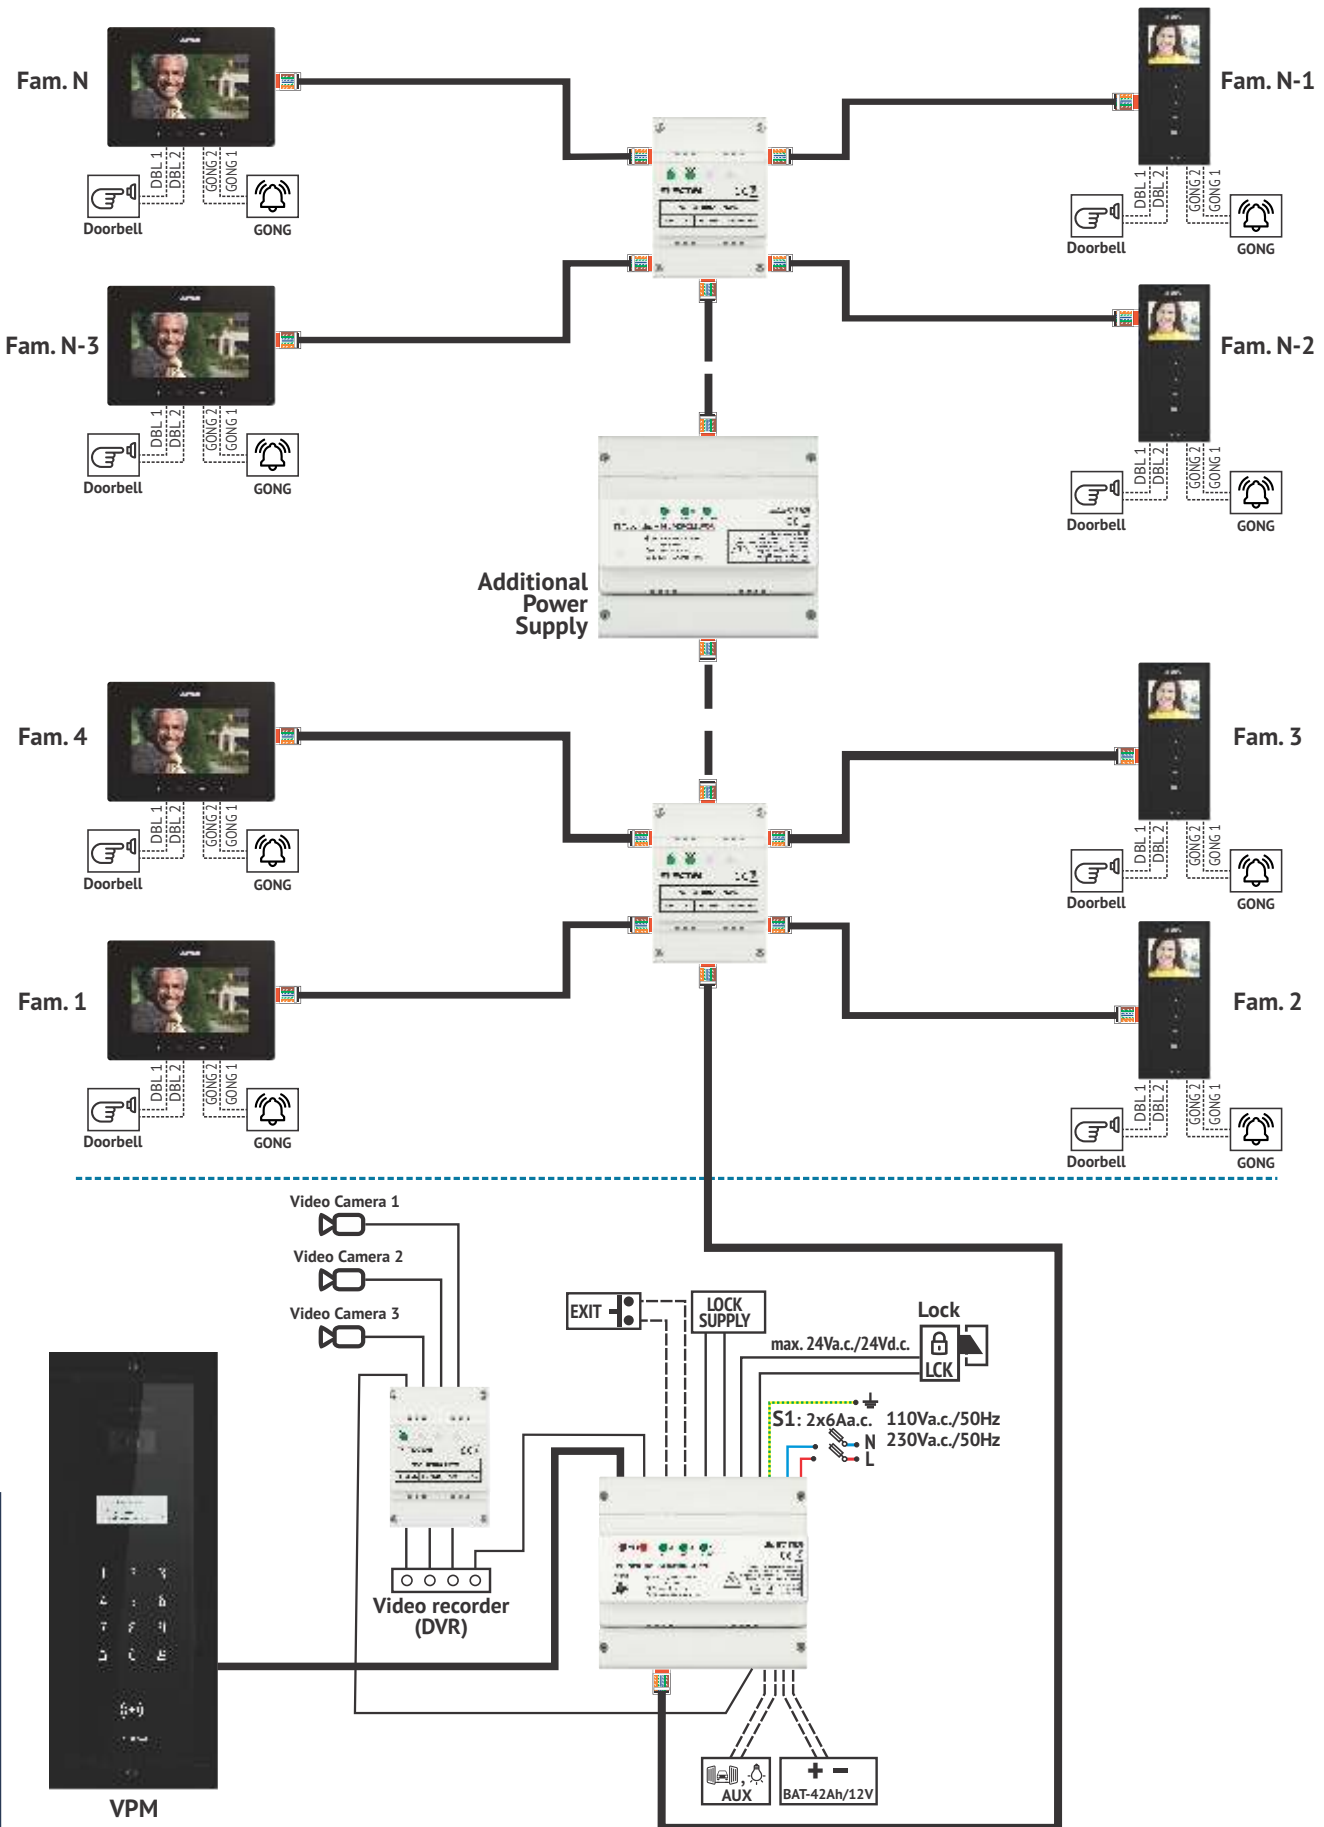 Fam. N
DBL 1
DBL 2
GONG 2
GONG 1
Doorbell
GONG
Fam. N-1
DBL 1
DBL 2
GONG 2
GONG 1
Doorbell
GONG
Fam. N-3
DBL 1
DBL 2
GONG 2
GONG 1
Doorbell
GONG
Fam. N-2
DBL 1
DBL 2
GONG 2
GONG 1
Doorbell
GONG
Additional
Power
Supply
Fam. 4
DBL 1
DBL 2
GONG 2
GONG 1
Doorbell
GONG
Fam. 3
DBL 1
DBL 2
GONG 2
GONG 1
Doorbell
GONG
Fam. 1
DBL 1
DBL 2
GONG 2
GONG 1
Doorbell
GONG
Fam. 2
DBL 1
DBL 2
GONG 2
GONG 1
Doorbell
GONG
Video Camera 1
Video Camera 2
Video Camera 3
EXIT
LOCK
SUPPLY
Lock
max. 24Va.c./24Vd.c.
LCK
S1: 2x6Aa.c. 110Va.c./50Hz
N 230Va.c./50Hz
L
Video recorder
(DVR)
VPM
AUX
+ -
BAT-42Ah/12V